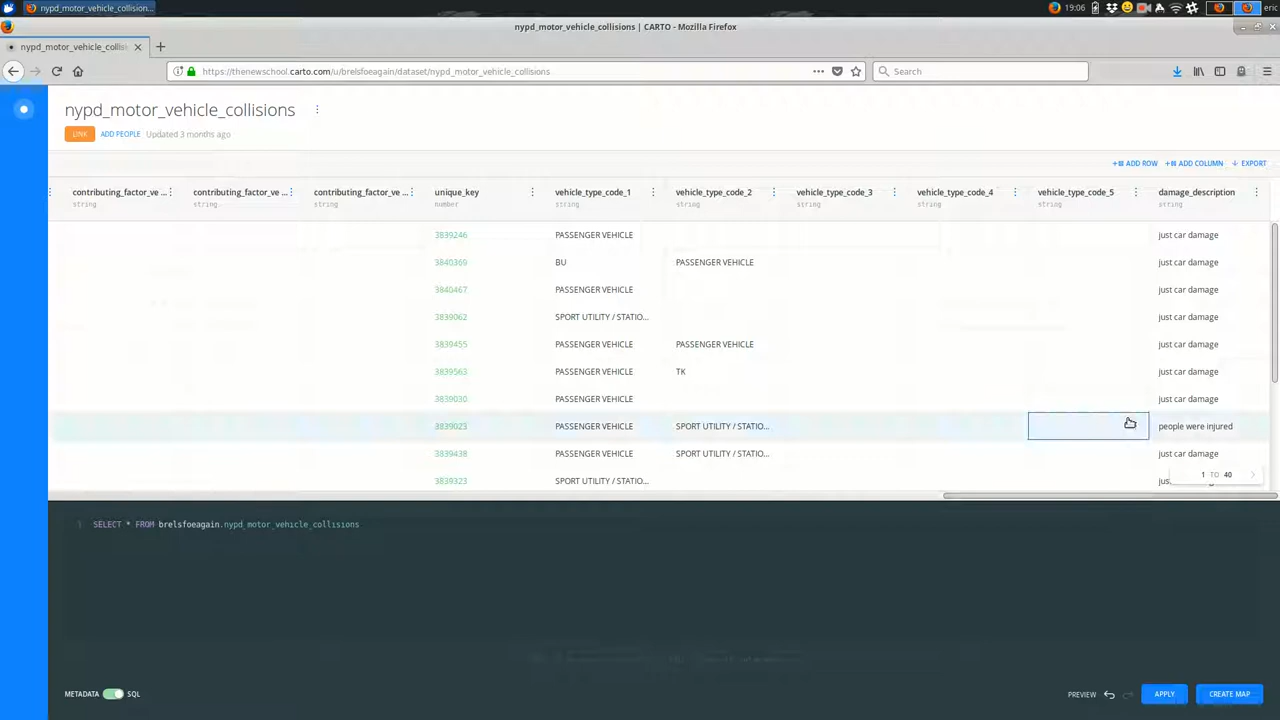 nypd_motor_vehicle_collision...
19:06
eric
nypd_motor_vehicle_collisions | CARTO - Mozilla Firefox
nypd_motor_vehicle_collis
https://thenewschool.carto.com/u/brelsfoeagain/dataset/nypd_motor_vehicle_collisions
Search
nypd_motor_vehicle_collisions
LINK ADD PEOPLE Updated 3 months ago
ADD ROW ADD COLUMN EXPORT
contributing_factor_ve ... contributing_factor_ve ... contributing_factor_ve ... unique_key vehicle_type_code_1 vehicle_type_code_2 vehicle_type_code_3 vehicle_type_code_4 vehicle_type_code_5 damage_description
string string string number string string string string string string
3839246 PASSENGER VEHICLE just car damage
3840369 BU PASSENGER VEHICLE just car damage
3840467 PASSENGER VEHICLE just car damage
3839062 SPORT UTILITY / STATIO... just car damage
3839455 PASSENGER VEHICLE PASSENGER VEHICLE just car damage
3839563 PASSENGER VEHICLE TK just car damage
3839030 PASSENGER VEHICLE just car damage
3839023 PASSENGER VEHICLE SPORT UTILITY / STATIO... people were injured
3839438 PASSENGER VEHICLE SPORT UTILITY / STATIO... just car damage
3839323 SPORT UTILITY / STATIO...
1 TO 40
1 SELECT * FROM brelsfoeagain.nypd_motor_vehicle_collisions
METADATA SQL PREVIEW APPLY CREATE MAP